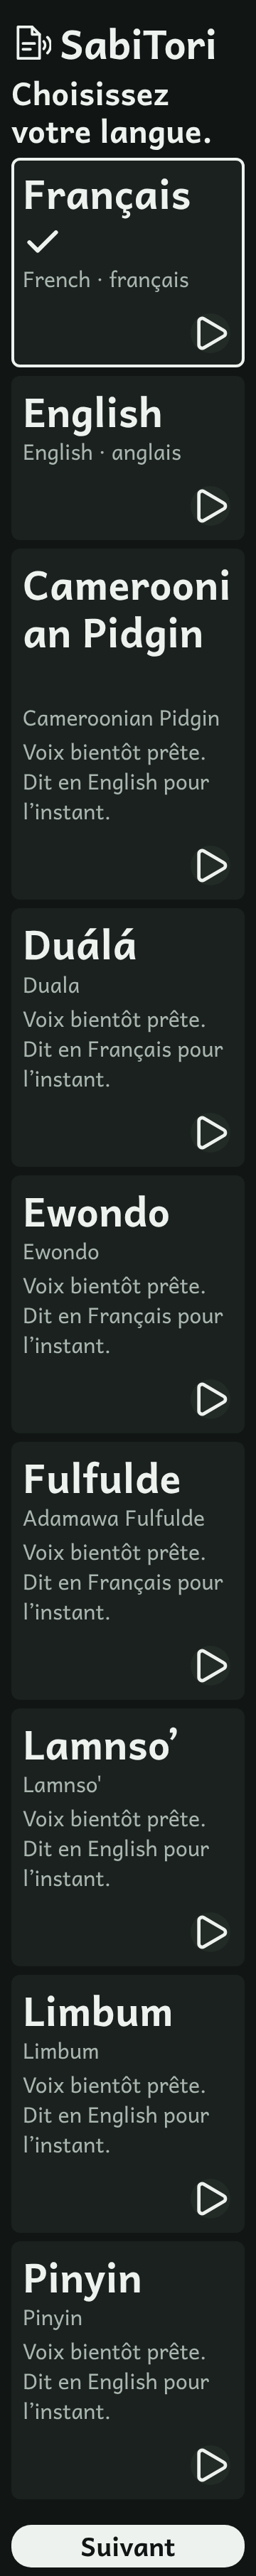 SabiTori
Choisissez
votre langue.
Français
French · français
English
English · anglais
Camerooni
an Pidgin
Cameroonian Pidgin
Voix bientôt prête.
Dit en English pour
l’instant.
Duálá
Duala
Voix bientôt prête.
Dit en Français pour
l’instant.
Ewondo
Ewondo
Voix bientôt prête.
Dit en Français pour
l’instant.
Fulfulde
Adamawa Fulfulde
Voix bientôt prête.
Dit en Français pour
l’instant.
Lamnso’
Lamnso'
Voix bientôt prête.
Dit en English pour
l’instant.
Limbum
Limbum
Voix bientôt prête.
Dit en English pour
l’instant.
Pinyin
Pinyin
Voix bientôt prête.
Dit en English pour
l’instant.
Suivant